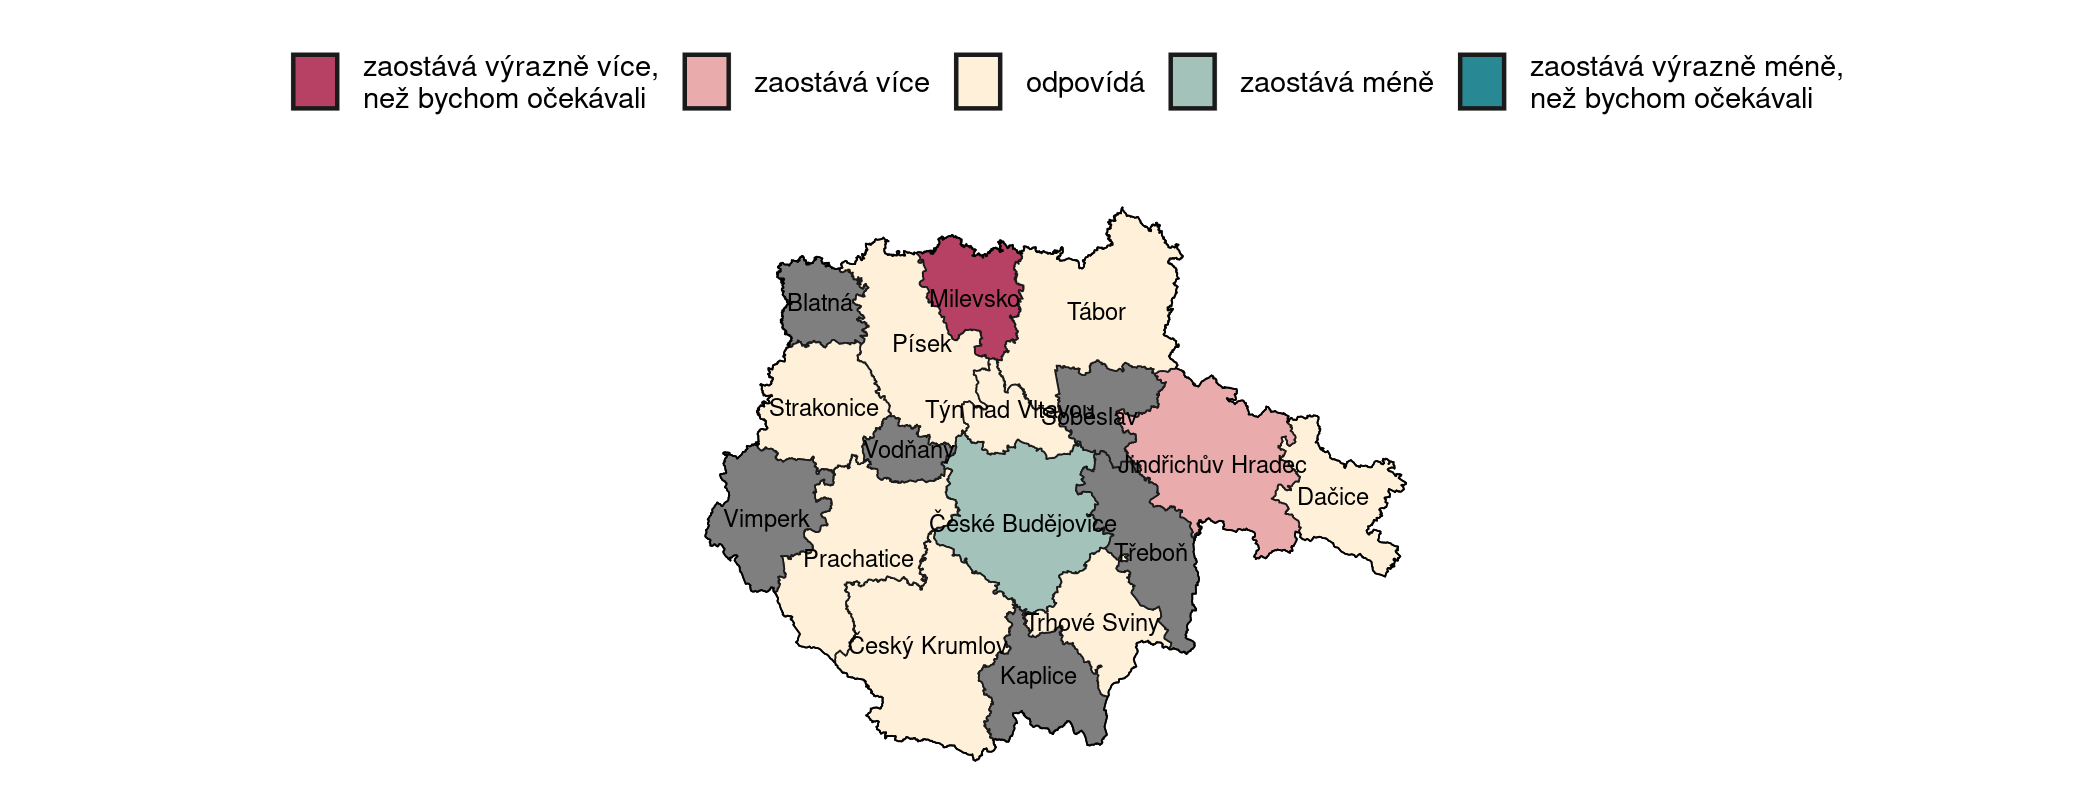 zaostává výrazně více,
než bychom očekávali
zaostává více
odpovídá
zaostává méně
zaostává výrazně méně,
než bychom očekávali
Blatná
Milevsko
Tábor
Písek
Strakonice
Týn nad Vltavou
Soběslav
Vodňany
Jindřichův Hradec
Dačice
Vimperk
České Budějovice
Prachatice
Třeboň
Trhové Sviny
Český Krumlov
Kaplice